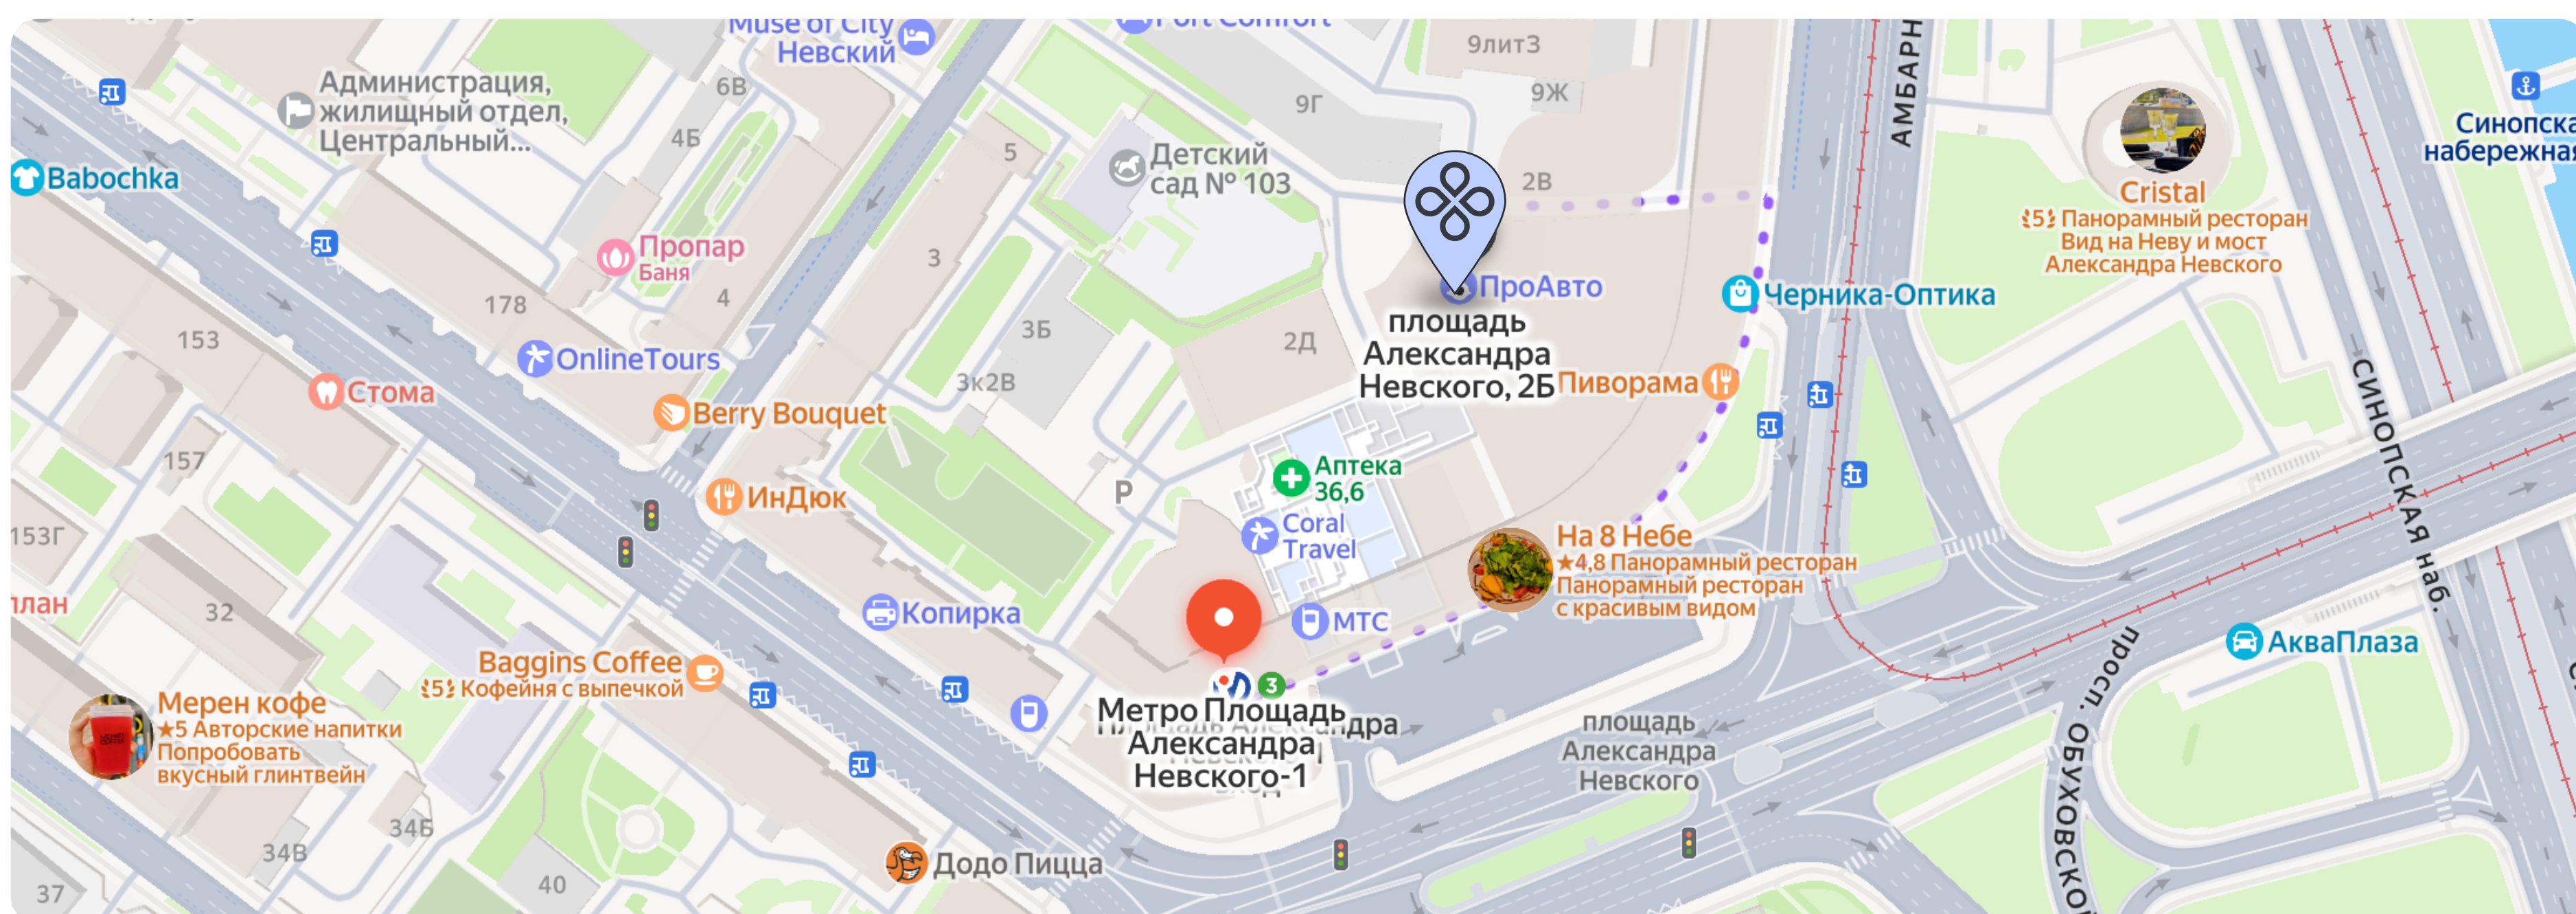 Muse of City
Невский
Port Comfort
9литЗ
9Ж
9Г
6В
4Б
5
3
4
Администрация,
жилищный отдел,
Центральный...
Babochka
Детский
сад № 103
2В
АМБАРН
Cristal
5 Панорамный ресторан
Вид на Неву и мост
Александра Невского
Синопска
набережная
Пропар
Баня
178
153
OnlineTours
Стома
Berry Bouquet
3Б
3к2В
2Д
ПроАвто
площадь
Александра
Невского, 2Б
Черника-Оптика
Пиворама
157
153Г
ИнДюк
P
Аптека
36,6
Coral
Travel
На 8 Небе
★4,8 Панорамный ресторан
Панорамный ресторан
с красивым видом
СИНОПСКАЯ наб.
план
32
Копирка
МТС
3
Baggins Coffee
5 Кофейня с выпечкой
Мерен кофе
★5 Авторские напитки
Попробовать
вкусный глинтвейн
Метро Площадь
Александра
Невского-1
площадь
Александра
Невского
АкваПлаза
просп. ОБУХОВСКОЙ
34Б
34В
37
40
Додо Пицца